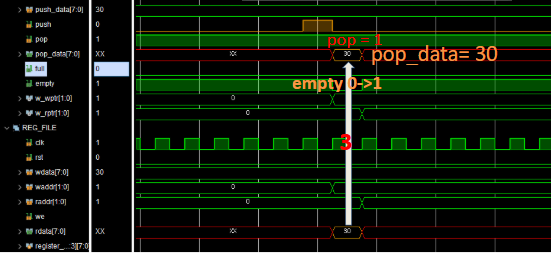 push_data[7:0] 30
push 0
pop 1 pop = 1
pop_data[7:0] XX XX 30 pop_data= 30
full 0
empty 1 empty 0->1
w_wptr[1:0] 1 0
w_rptr[1:0] 1 0
REG_FILE
clk 1 3
rst 0
wdata[7:0] 30
waddr[1:0] 1 0
raddr[1:0] 1 0
we
rdata[7:0] XX XX 30
register_...:3][7:0]